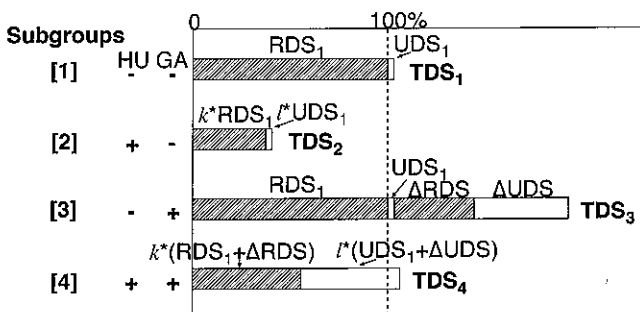 0 100%
Subgroups
HU GA
RDS₁ UDS₁
[1] - - TDS₁
k*RDS₁ l*UDS₁
[2] + - TDS₂
UDS₁
RDS₁ ΔRDS ΔUDS
[3] - + TDS₃
k*(RDS₁+ΔRDS) l*(UDS₁+ΔUDS)
[4] + + TDS₄